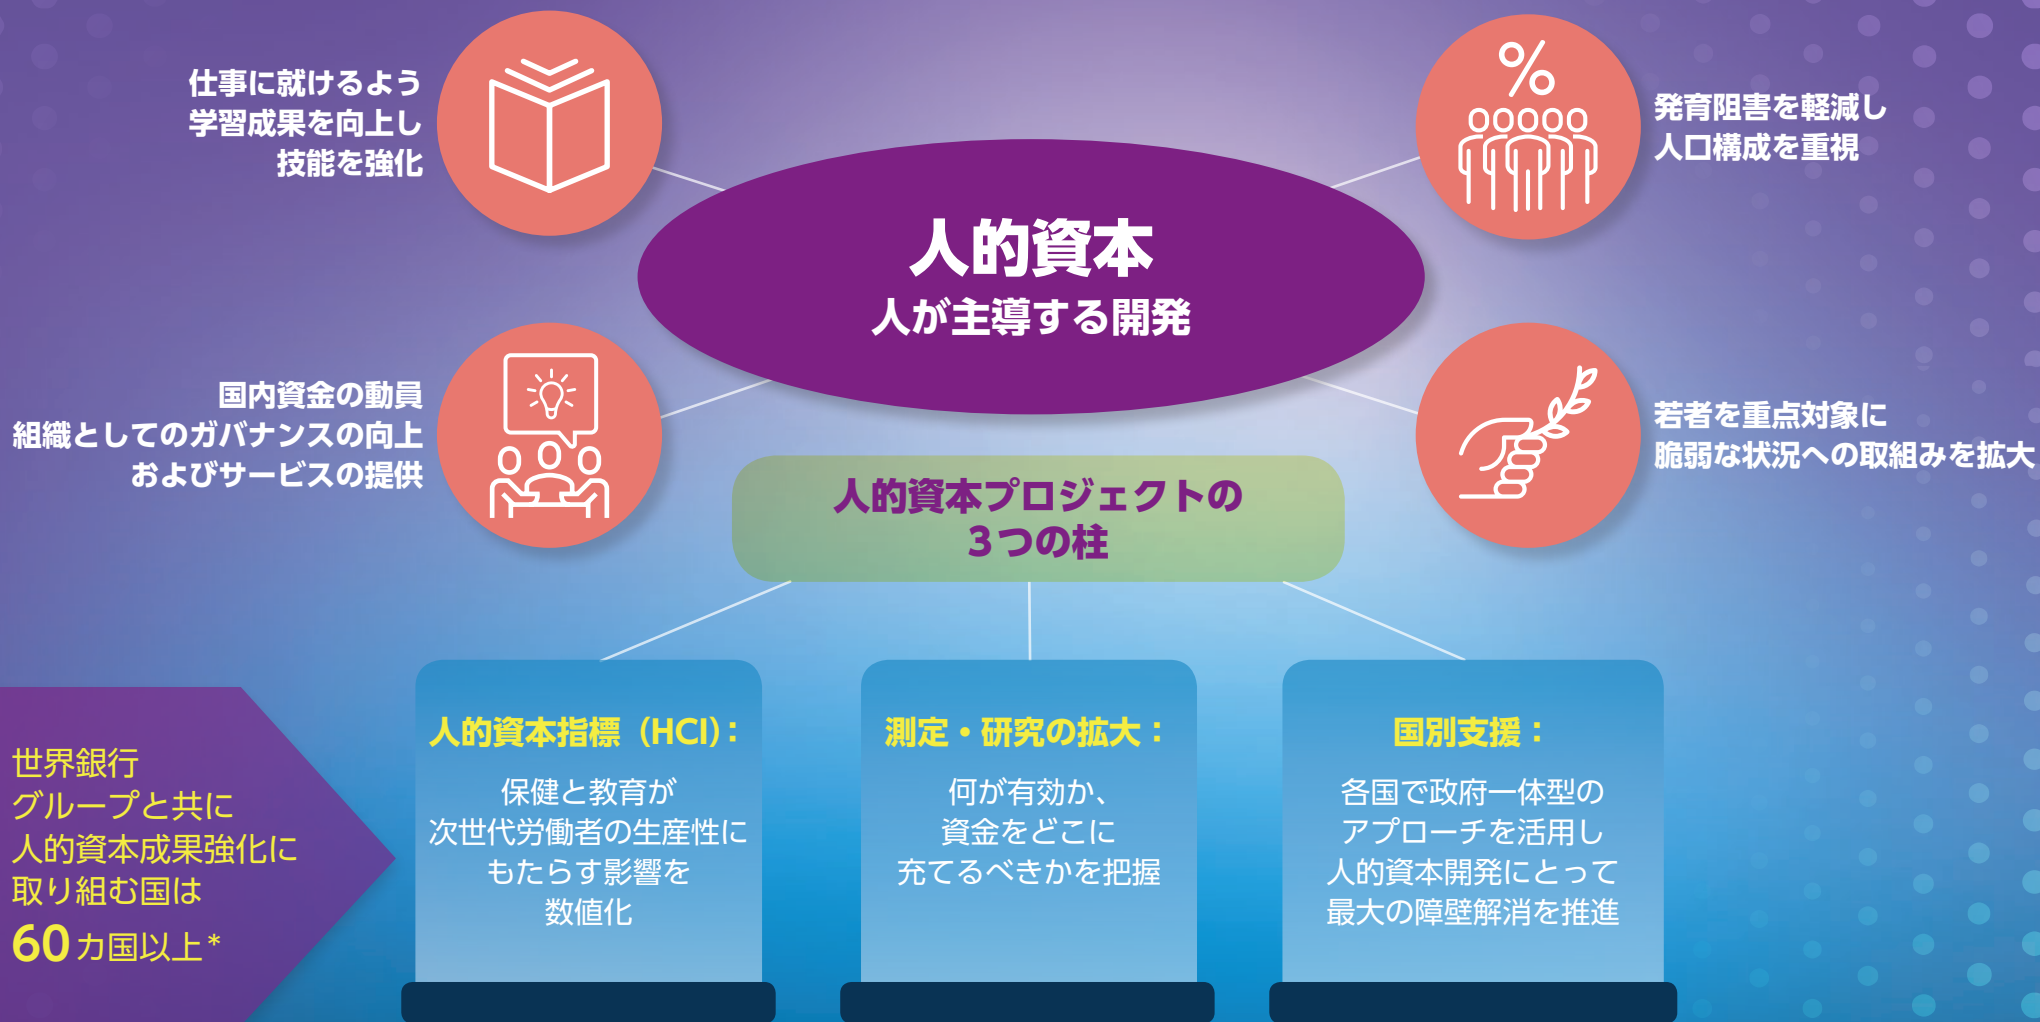 仕事に就けるよう
学習成果を向上し
技能を強化
発育阻害を軽減し
人口構成を重視
人的資本
人が主導する開発
国内資金の動員
組織としてのガバナンスの向上
およびサービスの提供
若者を重点対象に
脆弱な状況への取組みを拡大
人的資本プロジェクトの
3つの柱
世界銀行
グループと共に
人的資本成果強化に
取り組む国は
60カ国以上*
人的資本指標（HCI）：
保健と教育が
次世代労働者の生産性に
もたらす影響を
数値化
測定・研究の拡大：
何が有効か、
資金をどこに
充てるべきかを把握
国別支援：
各国で政府一体型の
アプローチを活用し
人的資本開発にとって
最大の障壁解消を推進
%